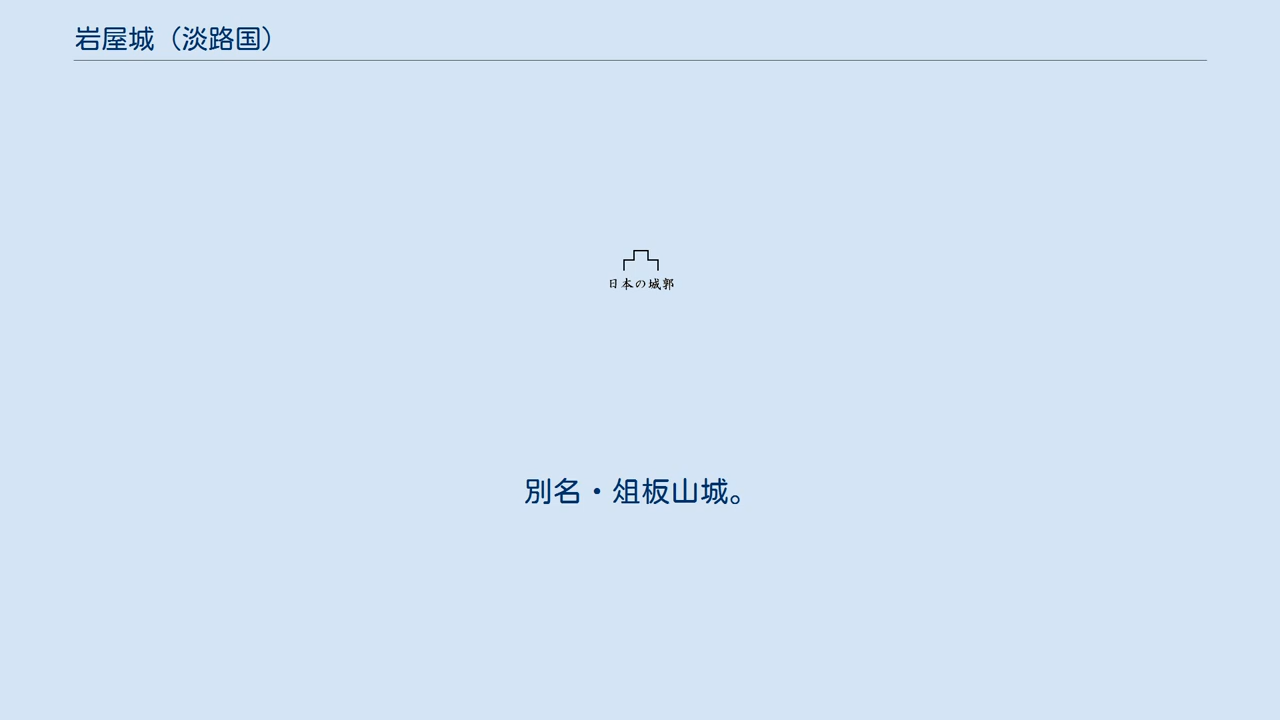 岩屋城（淡路国）
日本の城郭
別名・俎板山城。